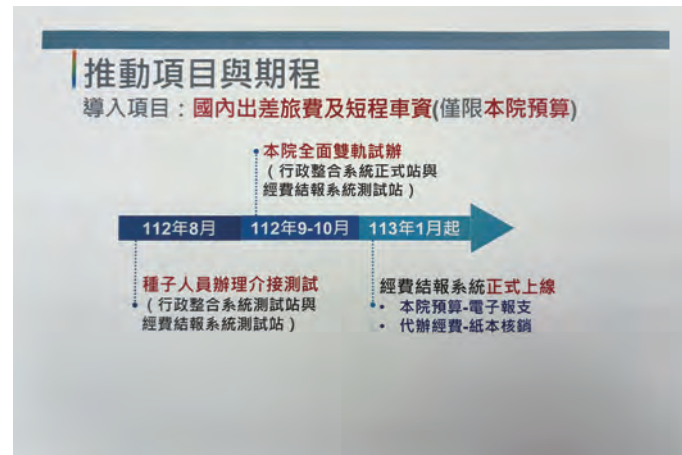 推動項目與期程
導入項目：國內出差旅費及短程車資(僅限本院預算)
本院全面雙軌試辦
（行政整合系統正式站與
經費結報系統測試站）
112年8月
112年9-10月
113年1月起
種子人員辦理介接測試
（行政整合系統測試站與
經費結報系統測試站）
經費結報系統正式上線
• 本院預算-電子報支
• 代辦經費-紙本核銷